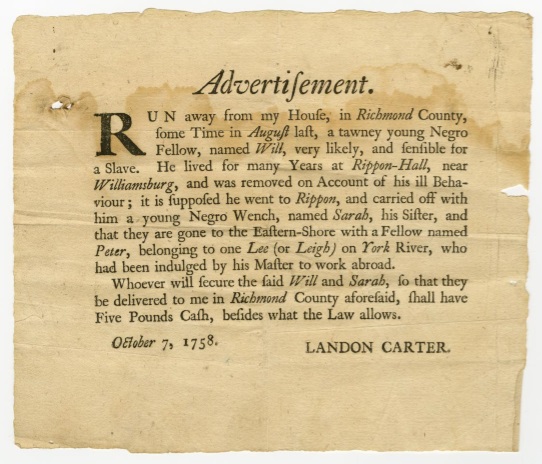 Advertiſement.
RUN away from my Houſe, in Richmond County,
ſome Time in Auguſt laſt, a tawney young Negro
Fellow, named Will, very likely, and ſenſible for
a Slave. He lived for many Years at Rippon-Hall, near
Williamsburg, and was removed on Account of his ill Beha-
viour; it is ſuppoſed he went to Rippon, and carried off with
him a young Negro Wench, named Sarah, his Siſter, and
that they are gone to the Eaſtern-Shore with a Fellow named
Peter, belonging to one Lee (or Leigh) on York River, who
had been indulged by his Maſter to work abroad.
Whoever will ſecure the ſaid Will and Sarah, ſo that they
be delivered to me in Richmond County aforeſaid, ſhall have
Five Pounds Caſh, beſides what the Law allows.
October 7, 1758. LANDON CARTER.